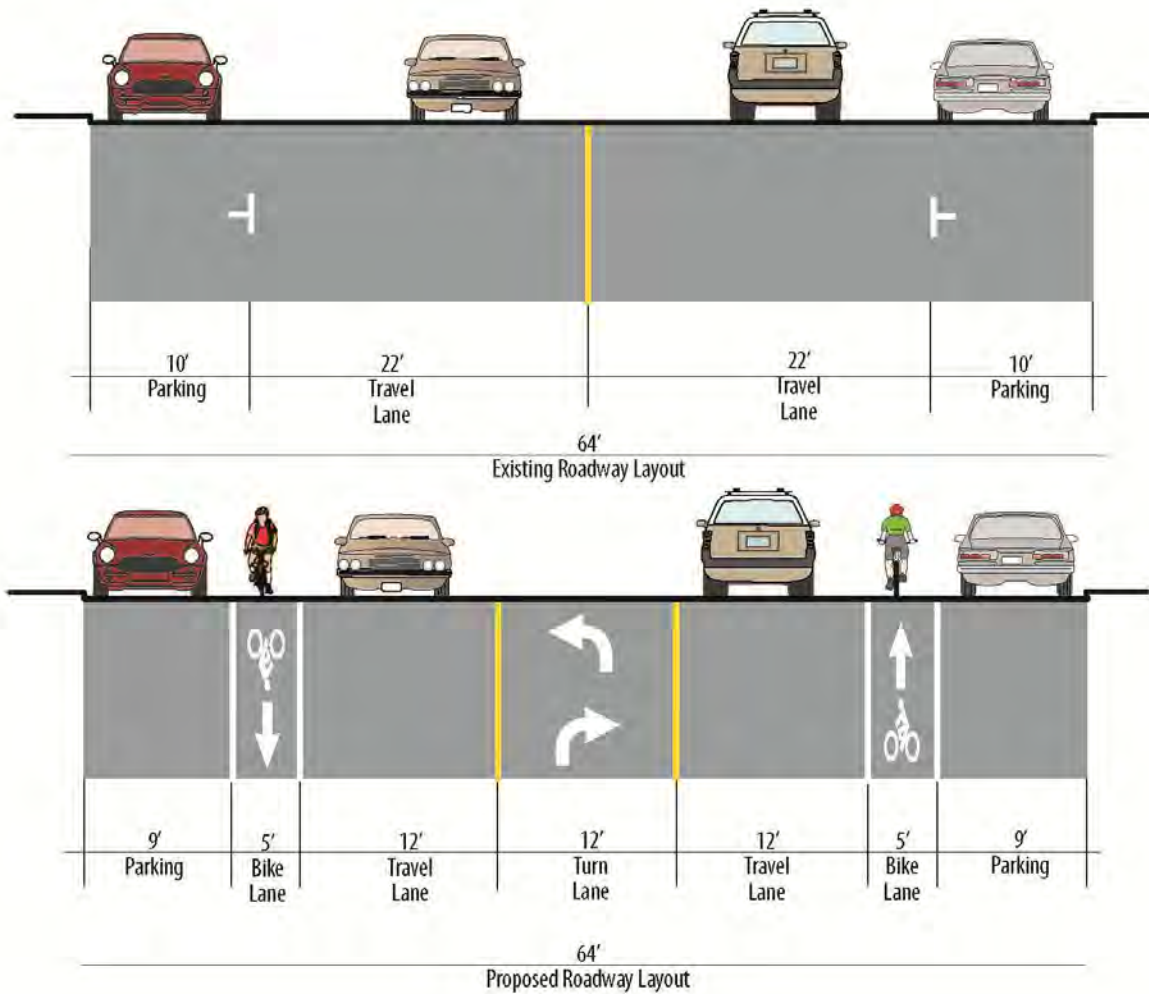 10' 22' 22' 10'
Parking Travel Travel Parking
Lane Lane
64'
Existing Roadway Layout
9' 5' 12' 12' 12' 5' 9'
Parking Bike Travel Turn Travel Bike Parking
Lane Lane Lane Lane Lane
64'
Proposed Roadway Layout